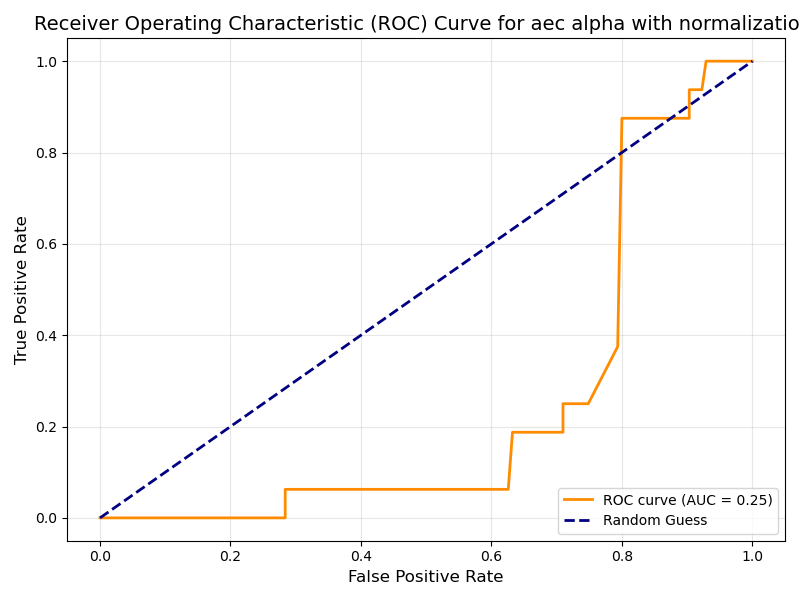 Receiver Operating Characteristic (ROC) Curve for aec alpha with normalizatio
True Positive Rate
1.0
0.8
0.6
0.4
0.2
0.0
ROC curve (AUC = 0.25)
Random Guess
0.0 0.2 0.4 0.6 0.8 1.0
False Positive Rate